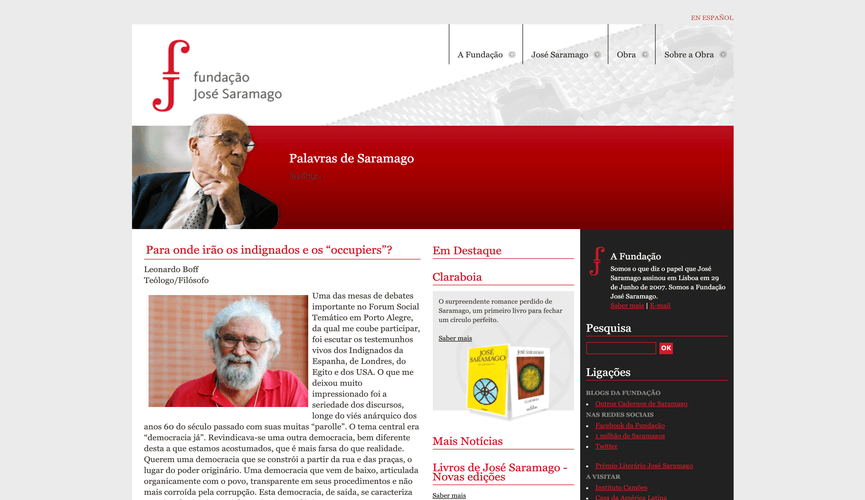 EN ESPAÑOL
A Fundação
José Saramago
Obra
Sobre a Obra
fundação
José Saramago
Palavras de Saramago
Para onde irão os indignados e os “occupiers”?
Leonardo Boff
Teólogo/Filósofo
Uma das mesas de debates
importante no Forum Social
Temático em Porto Alegre,
da qual me coube participar,
foi escutar os testemunhos
vivos dos Indignados da
Espanha, de Londres, do
Egito e dos USA. O que me
deixou muito
impressionado foi a
seriedade dos discursos,
longe do viés anárquico dos
anos 60 do século passado com suas muitas “parolle”. O tema central era
“democracia já”. Revindicava-se uma outra democracia, bem diferente
desta a que estamos acostumados, que é mais farsa do que realidade.
Querem uma democracia que se constrói a partir da rua e das praças, o
lugar do poder originário. Uma democracia que vem de baixo, articulada
organicamente com o povo, transparente em seus procedimentos e não
mais corroída pela corrupção. Esta democracia, de saída, se caracteriza
Em Destaque
Claraboia
O surpreendente romance perdido de
Saramago, um primeiro livro para fechar
um círculo perfeito.
Saber mais
JOSÉ
SARAMAGO
JOSÉ
SARAMAGO
Mais Notícias
Livros de José Saramago -
Novas edições
Saber mais
A Fundação
Somos o que diz o papel que José
Saramago assinou em Lisboa em 29
de Junho de 2007. Somos a Fundação
José Saramago.
Saber mais | E-mail
Pesquisa
OK
Ligações
BLOGS DA FUNDAÇÃO
Outros Cadernos de Saramago
NAS REDES SOCIAIS
Facebook da Fundação
1 milhão de Saramagos
Twitter
Prémio Literário José Saramago
A VISITAR
Instituto Camões
Casa da América Latina